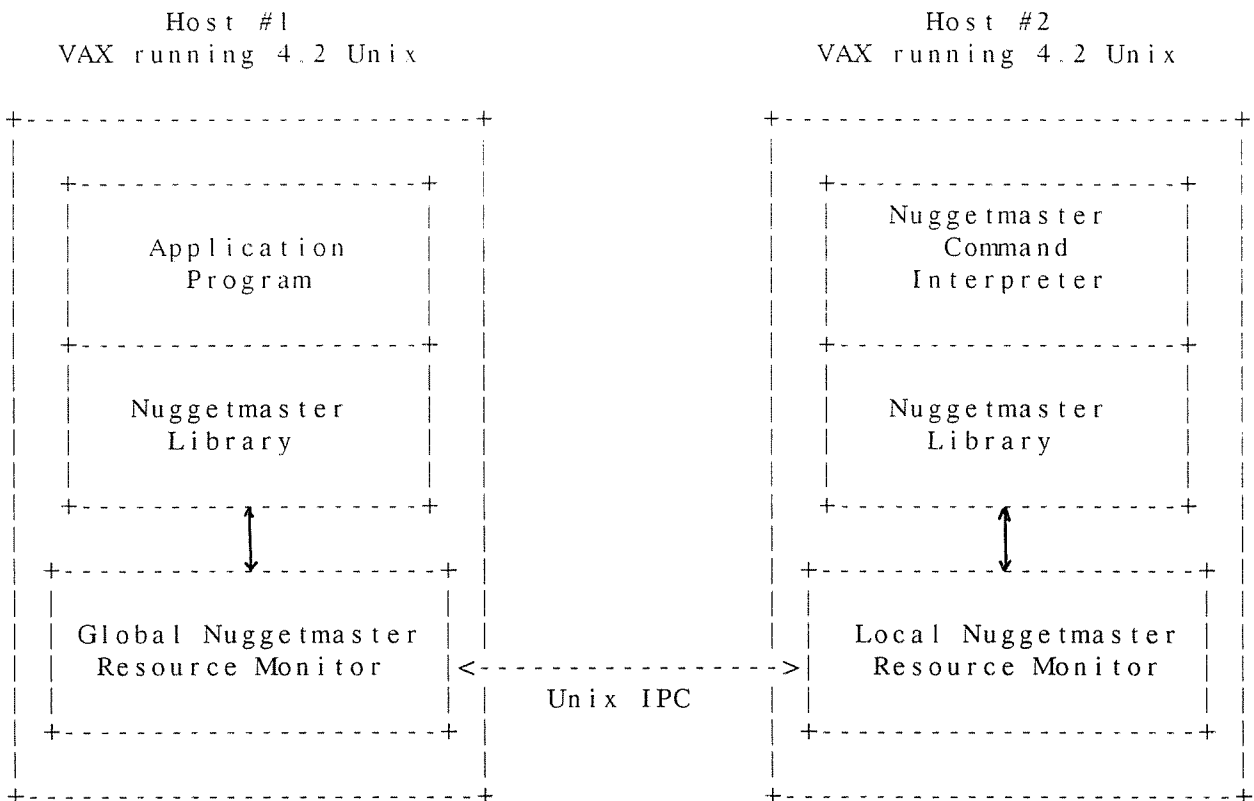 Host #1
VAX running 4.2 Unix
Application
Program
Nuggetmaster
Library
Global Nuggetmaster
Resource Monitor
Unix IPC
Host #2
VAX running 4.2 Unix
Nuggetmaster
Command
Interpreter
Nuggetmaster
Library
Local Nuggetmaster
Resource Monitor